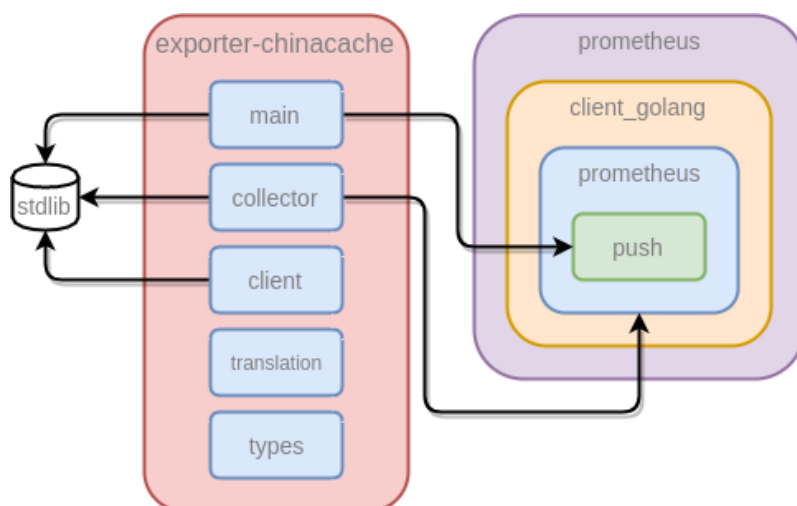 exporter-chinacache
main
collector
client
translation
types
stdlib
prometheus
client_golang
prometheus
push